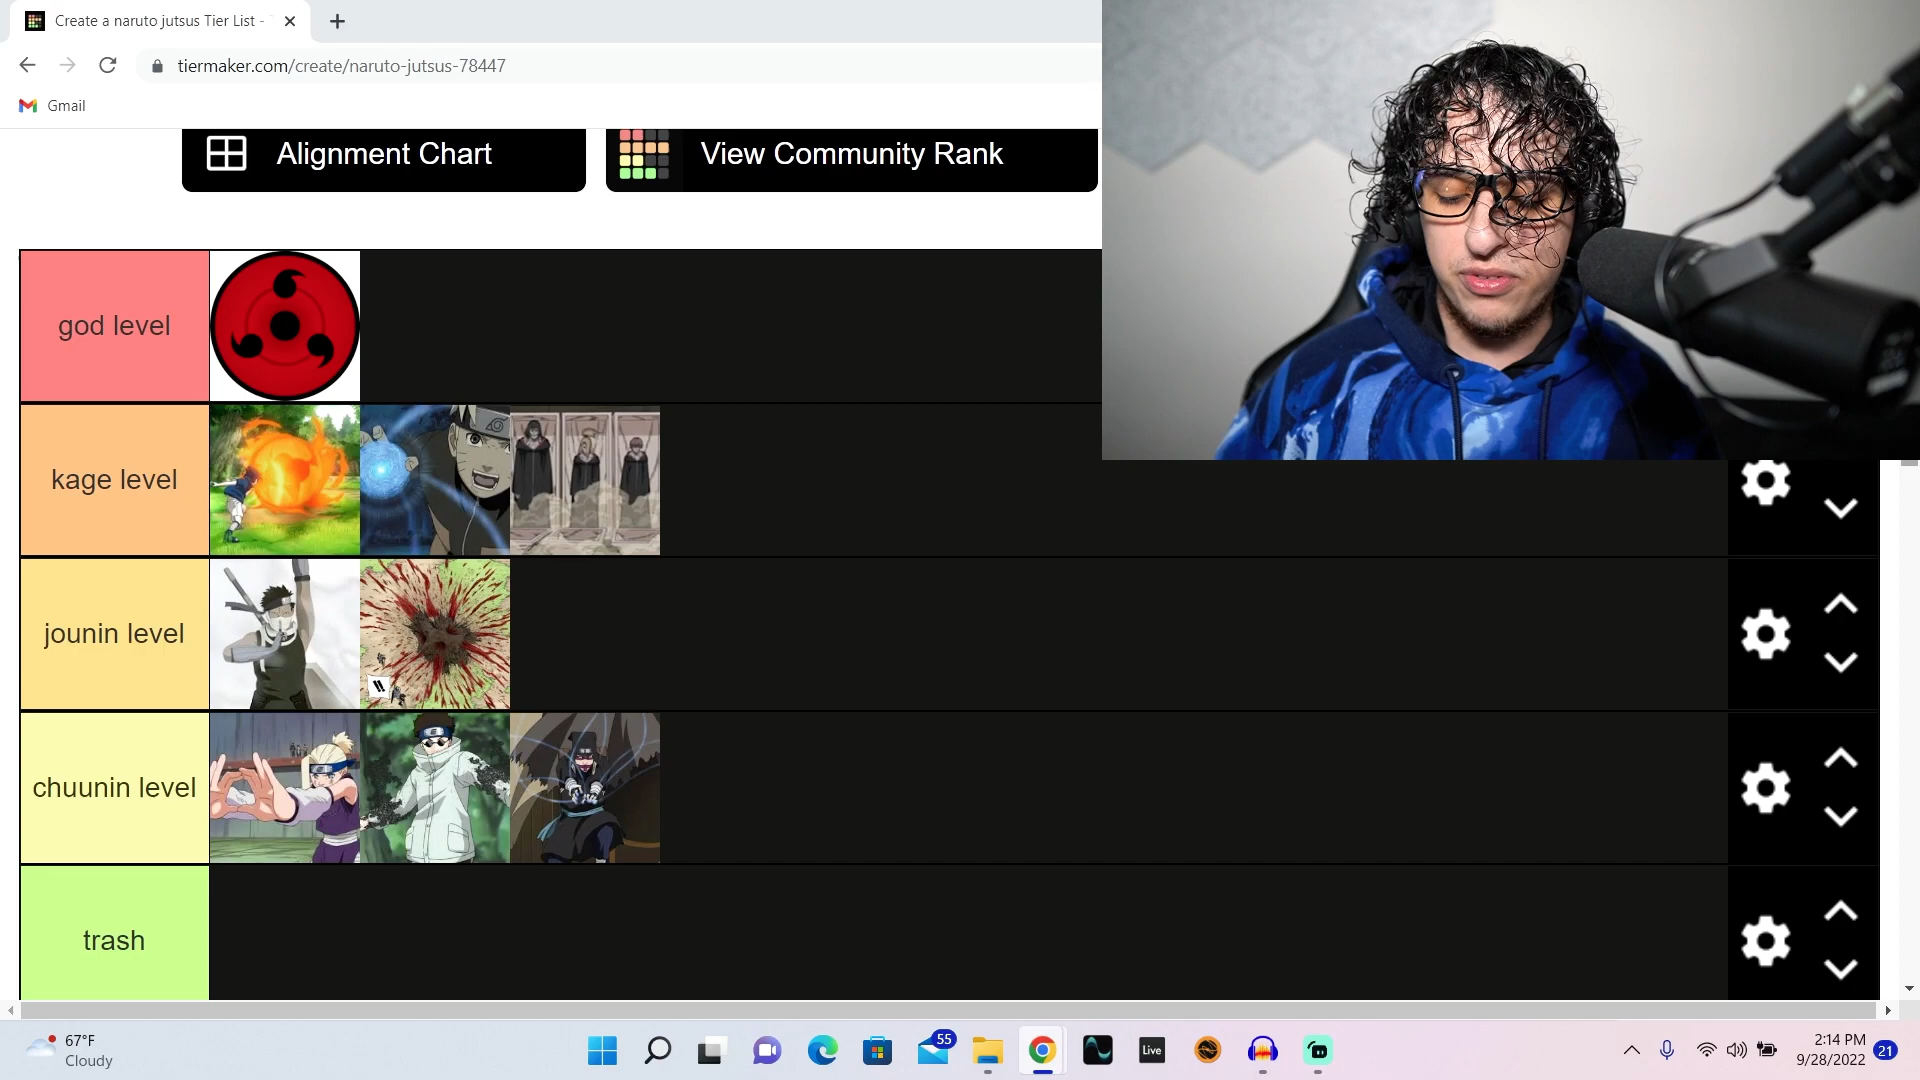 Create a naruto jutsus Tier List -
tiermaker.com/create/naruto-jutsus-78447
Gmail
Alignment Chart
View Community Rank
god level
kage level
jounin level
chuunin level
trash
67°F
Cloudy
55
Live
2:14 PM
9/28/2022
21